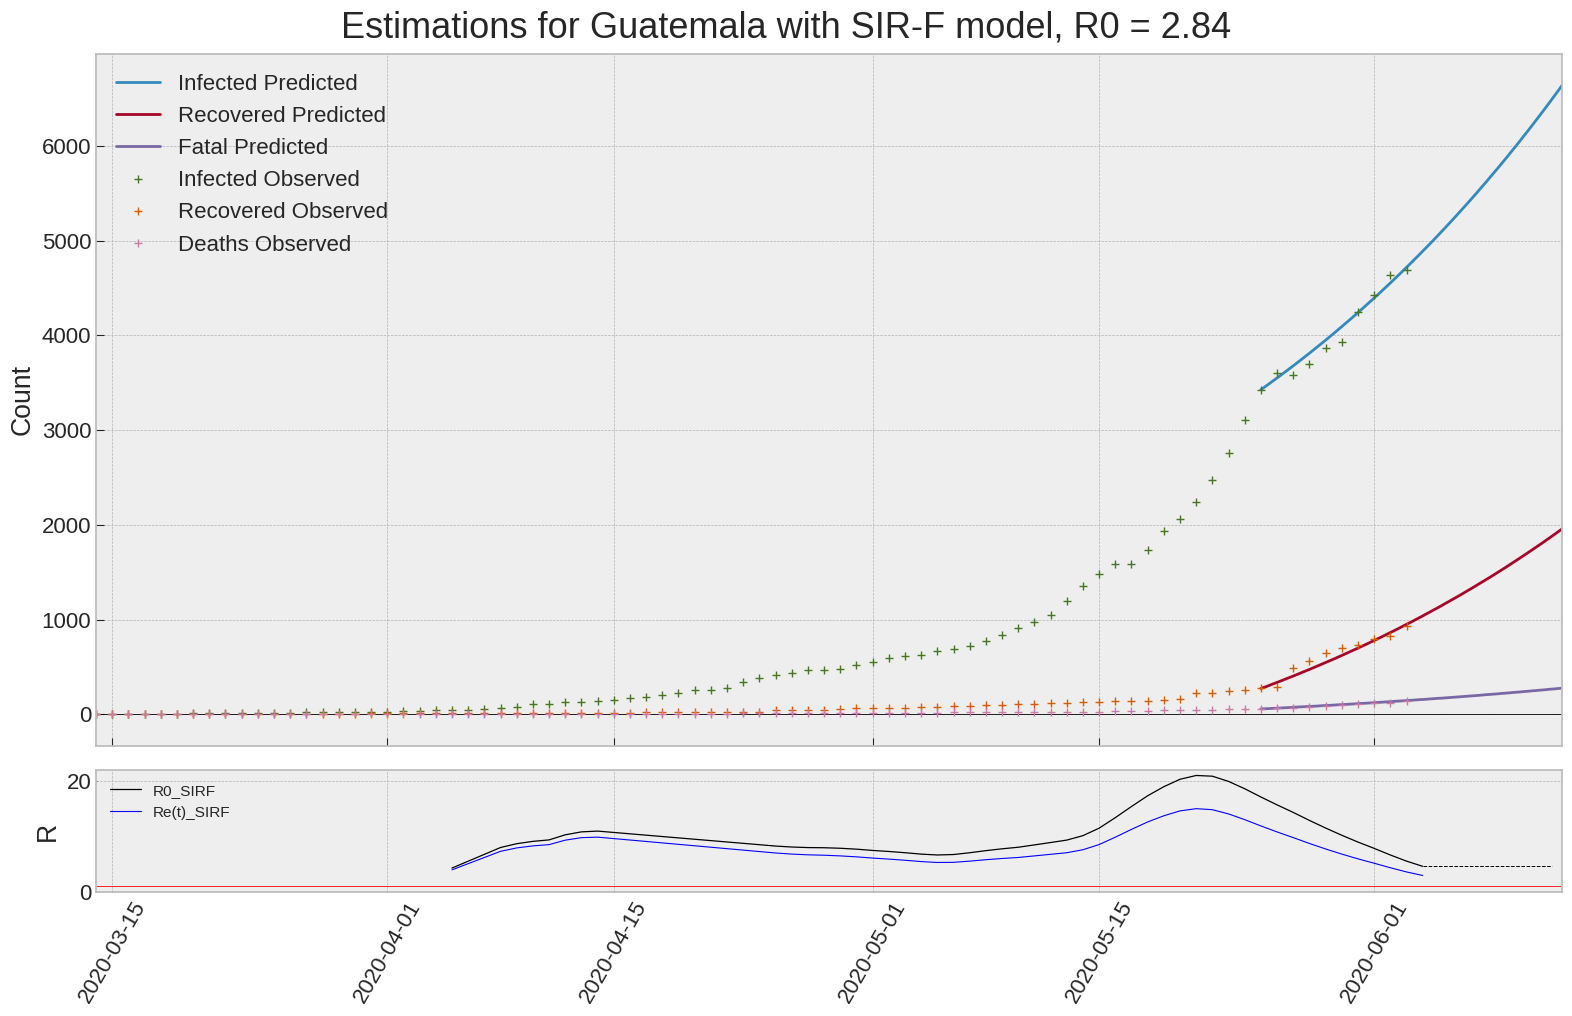 Estimations for Guatemala with SIR-F model, R0 = 2.84
Infected Predicted
Recovered Predicted
Fatal Predicted
Infected Observed
Recovered Observed
Deaths Observed
6000
5000
4000
3000
2000
1000
0
Count
20
0
R
R0_SIRF
Re(t)_SIRF
2020-03-15
2020-04-01
2020-04-15
2020-05-01
2020-05-15
2020-06-01